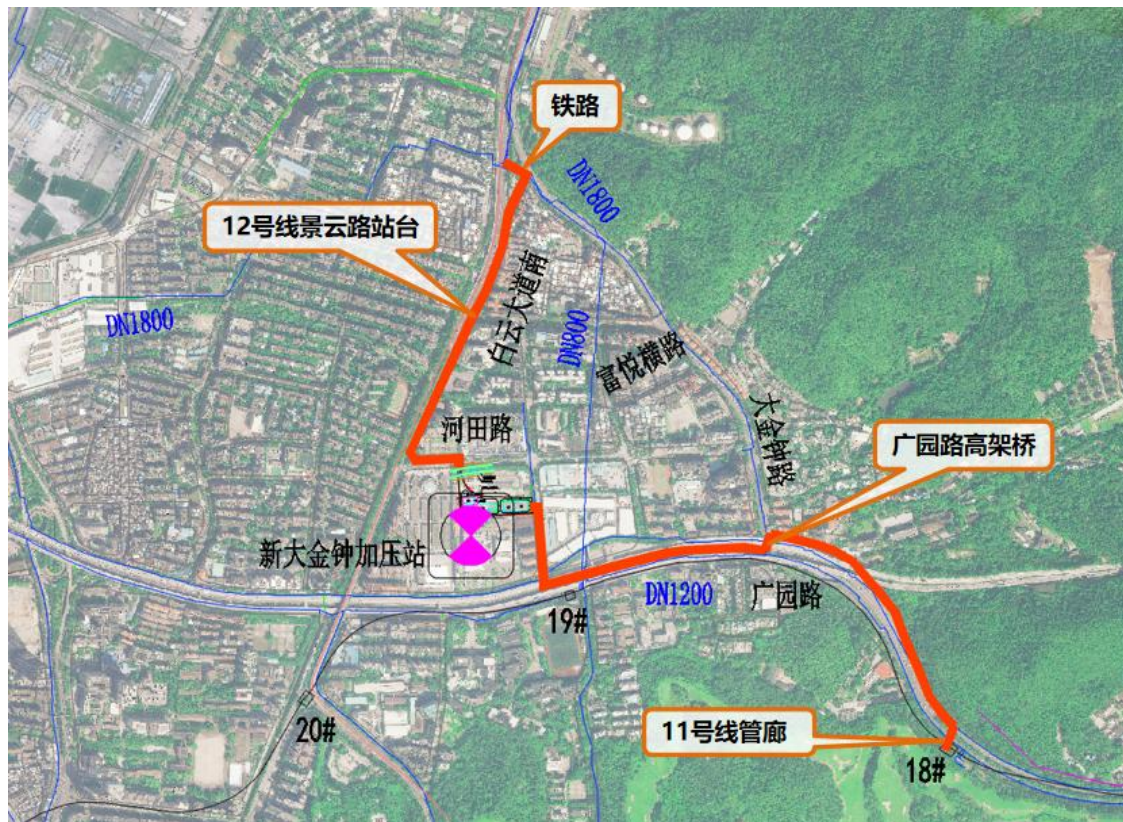 铁路
DN1800
12号线景云路站台
白云大道南
DN1800
DN800
富悦横路
大金钟路
河田路
广园路高架桥
新大金钟加压站
DN1200
广园路
19#
20#
11号线管廊
18#